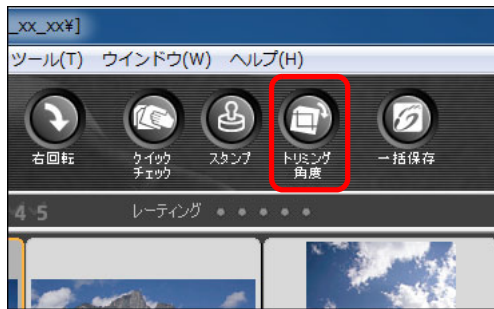 _xx_xx¥]
ツール(T) ウインドウ(W) ヘルプ(H)
右回転
クイック
チェック
スタンプ
トリミング
角度
一括保存
4 5
レーティング